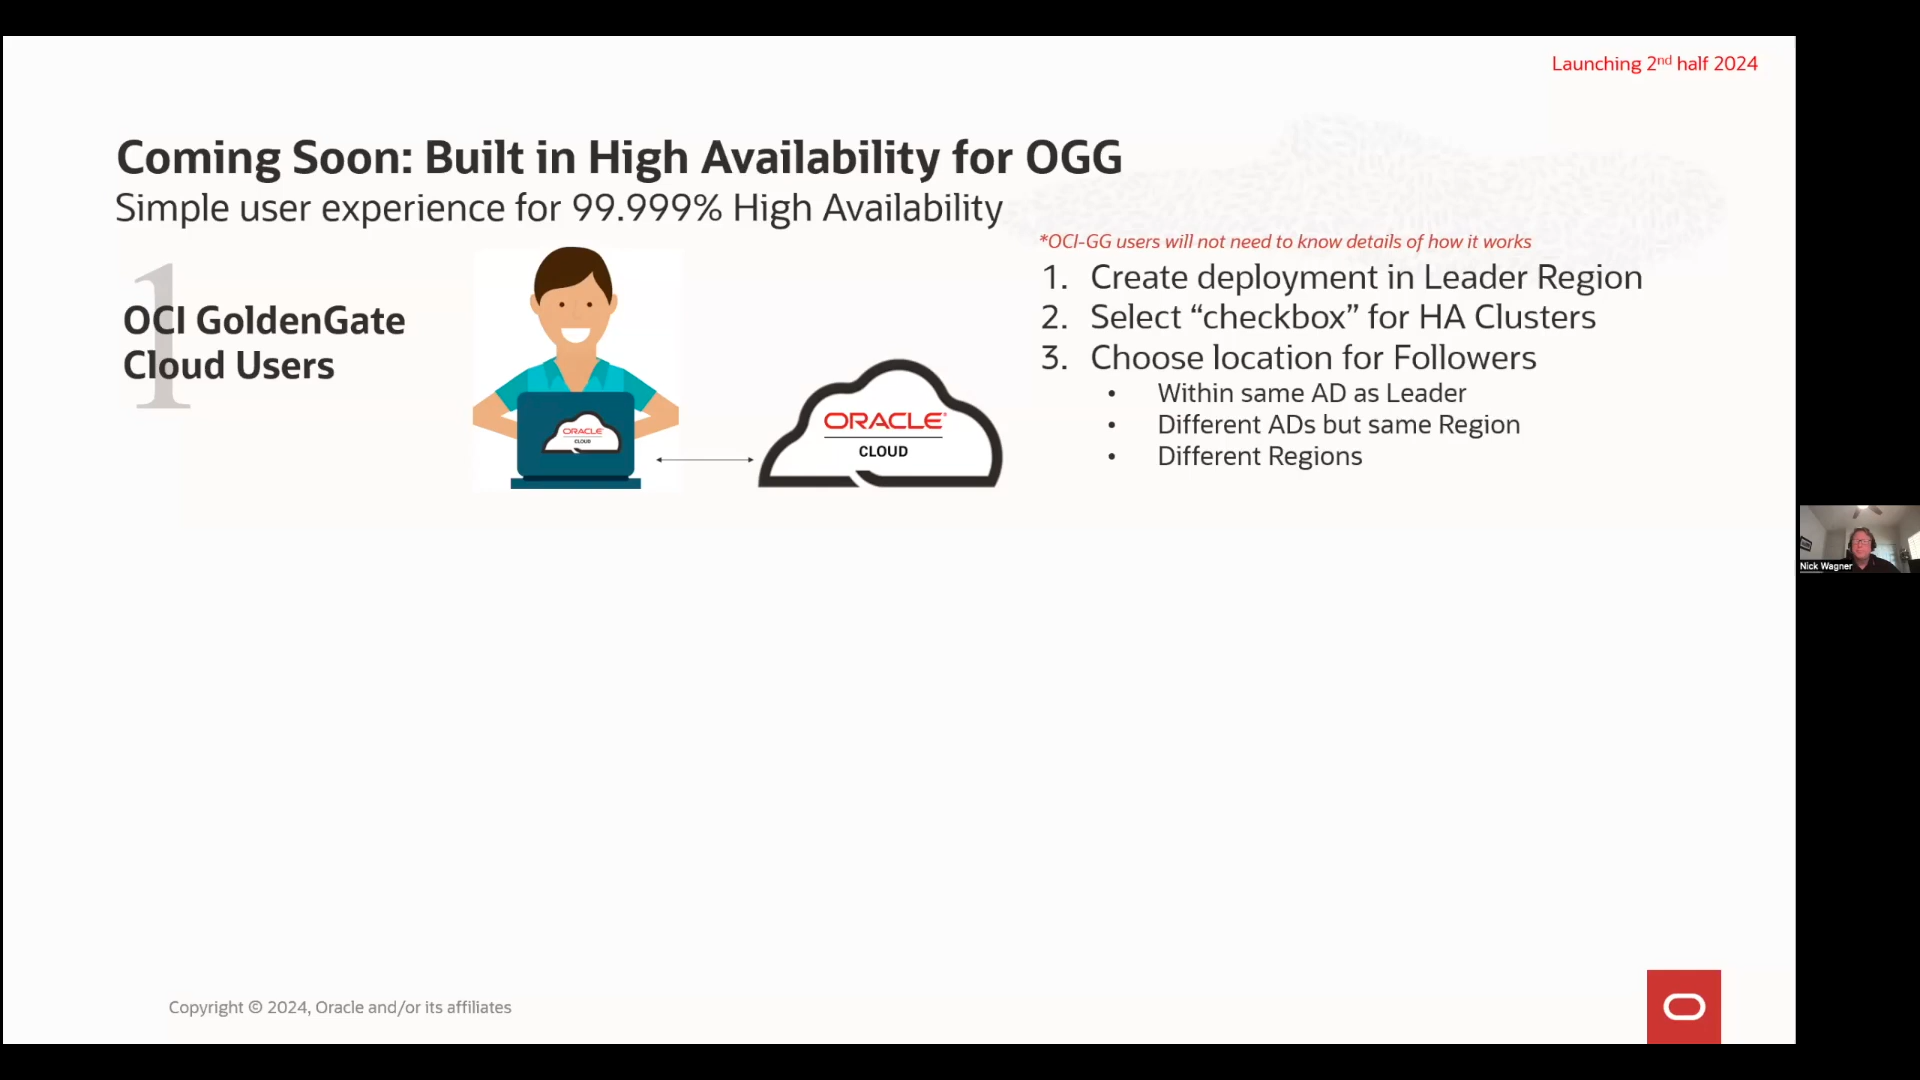 Launching 2nd half 2024
Coming Soon: Built in High Availability for OGG
Simple user experience for 99.999% High Availability
1
OCI GoldenGate
Cloud Users
ORACLE
CLOUD
ORACLE®
CLOUD
*OCI-GG users will not need to know details of how it works
1. Create deployment in Leader Region
2. Select “checkbox” for HA Clusters
3. Choose location for Followers
• Within same AD as Leader
• Different ADs but same Region
• Different Regions
Nick Wagner
Copyright © 2024, Oracle and/or its affiliates